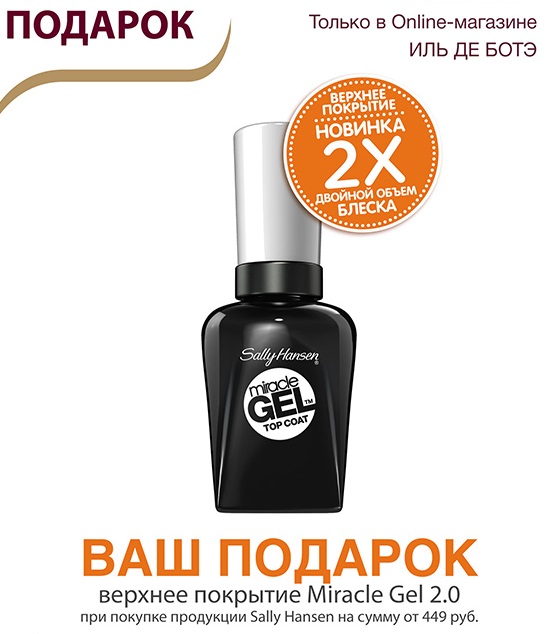 ПОДАРОК
Только в Online-магазине
ИЛЬ ДЕ БОТЭ
ВЕРХНЕЕ
ПОКРЫТИЕ
НОВИНКА
2X
ДВОЙНОЙ ОБЪЕМ
БЛЕСКА
Sally Hansen®
miracle
GEL™
TOP COAT
ВАШ ПОДАРОК
верхнее покрытие Miracle Gel 2.0
при покупке продукции Sally Hansen на сумму от 449 руб.